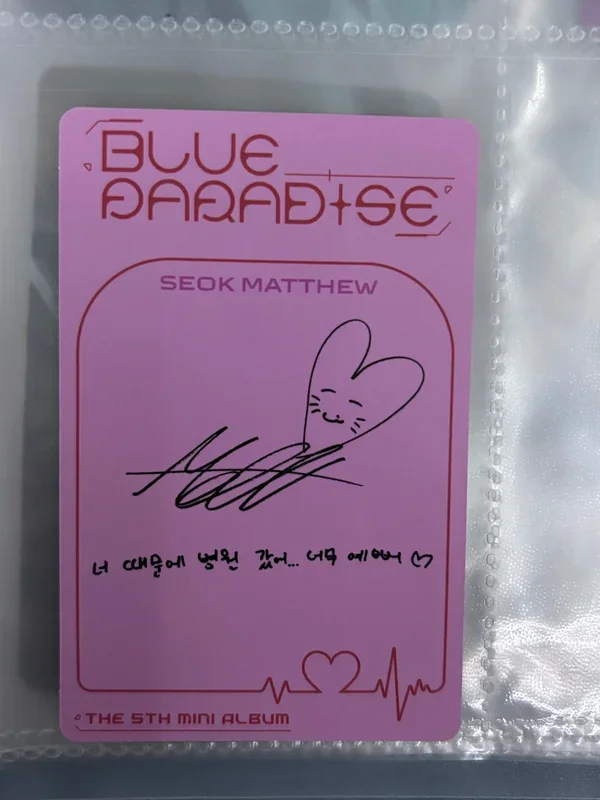 BLUE
PARADISE
SEOK MATTHEW
너 때문에 병원 갔어... 너무 예뻐 ♡
THE 5TH MINI ALBUM